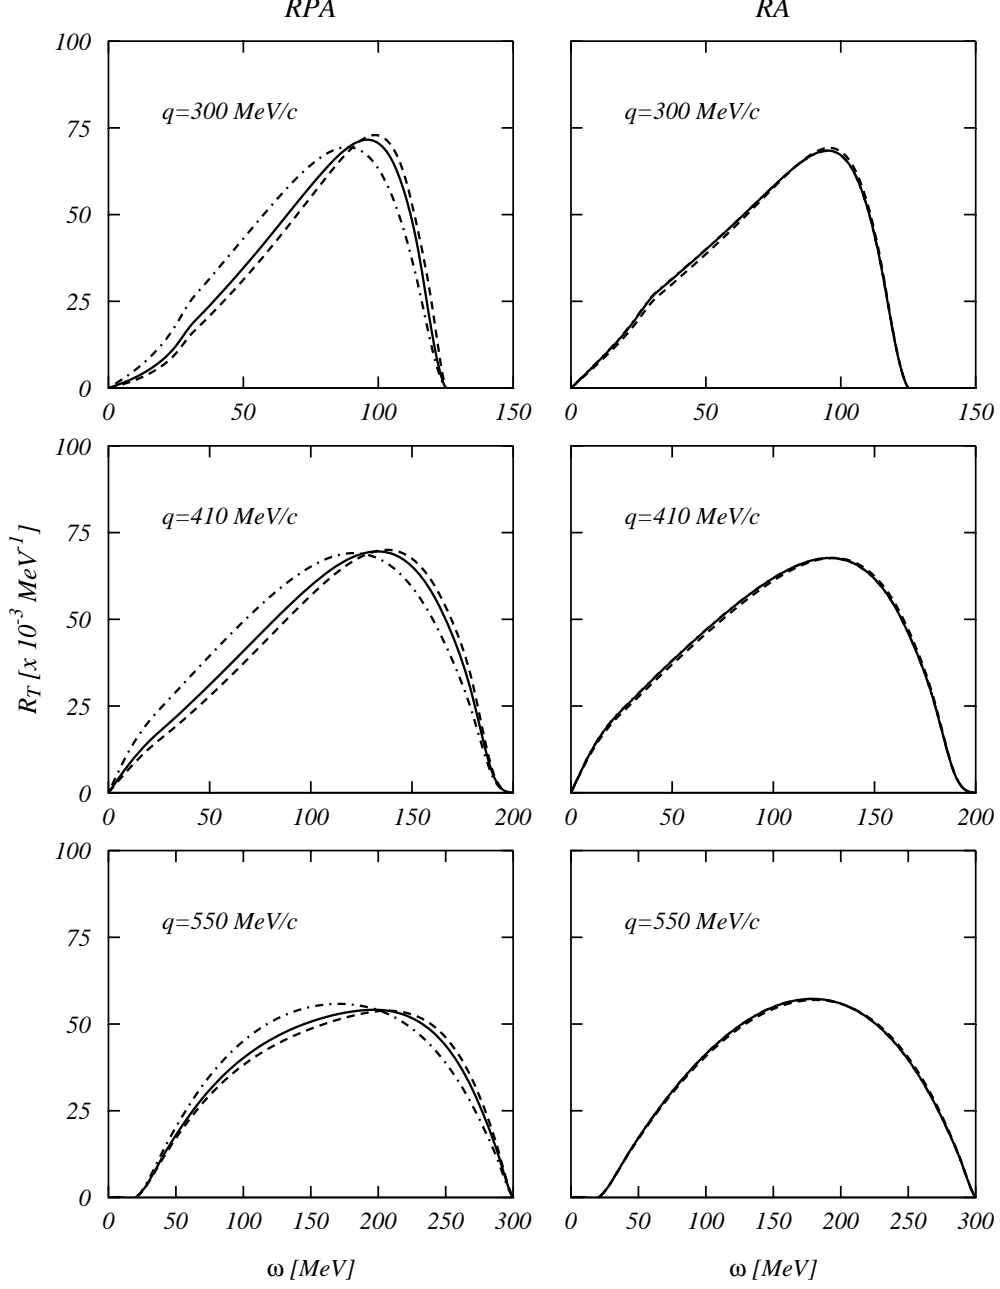 RPA RA
100
75
50
25
0
q=300 MeV/c
0 50 100 150
q=300 MeV/c
0 50 100 150
R_T [x 10^-3 MeV^-1]
100
75
50
25
0
q=410 MeV/c
0 50 100 150 200
q=410 MeV/c
0 50 100 150 200
100
75
50
25
0
q=550 MeV/c
0 50 100 150 200 250 300
q=550 MeV/c
0 50 100 150 200 250 300
ω [MeV] ω [MeV]